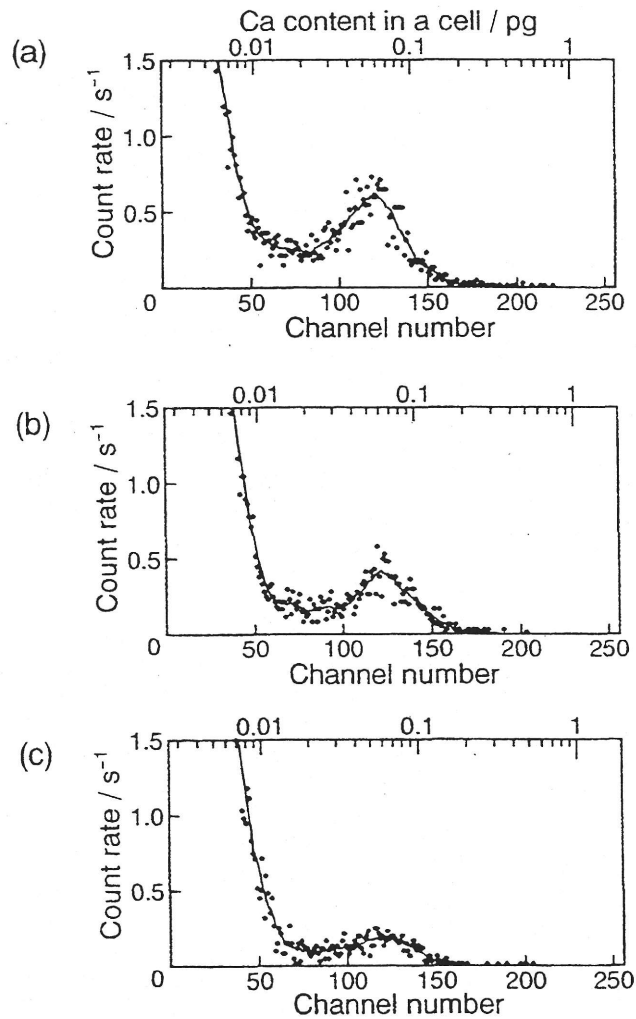 Ca content in a cell / pg
(a)
0.01 0.1 1
1.5
1.0
0.5
Count rate / s⁻¹
0 50 100 150 200 250
Channel number
(b)
0.01 0.1 1
1.5
1.0
0.5
Count rate / s⁻¹
0 50 100 150 200 250
Channel number
(c)
0.01 0.1 1
1.5
1.0
0.5
Count rate / s⁻¹
0 50 100 150 200 250
Channel number